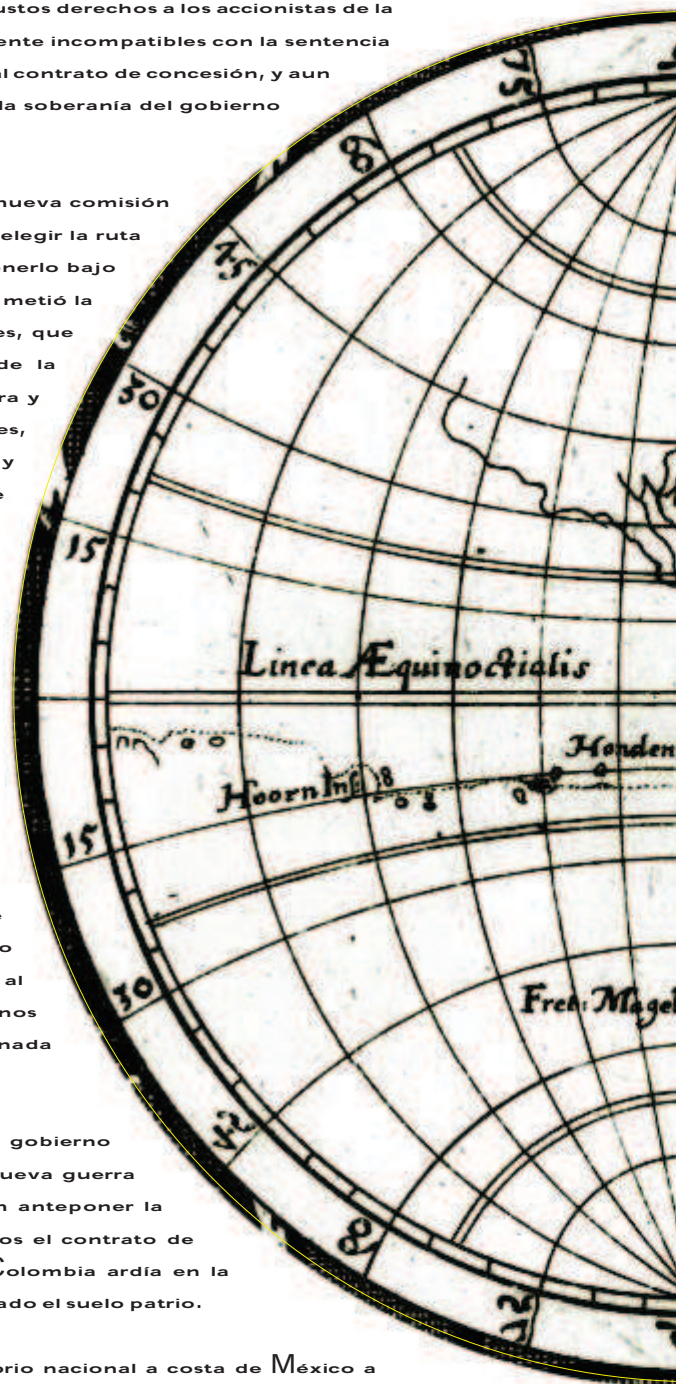 ustos derechos a los accionistas de la
ente incompatibles con la sentencia
al contrato de concesión, y aun
la soberanía del gobierno
nueva comisión
elegir la ruta
nerlo bajo
metió la
es, que
de la
ra y
es,
y
e
75
60
45
30
15
Linea Æquinoctialis
Honden
Hoorn Insˡ
15
30
Fret: Magel
45
60
75
e
o
al
nos
nada
gobierno
ueva guerra
n anteponer la
os el contrato de
Colombia ardía en la
ado el suelo patrio.
orio nacional a costa de México a